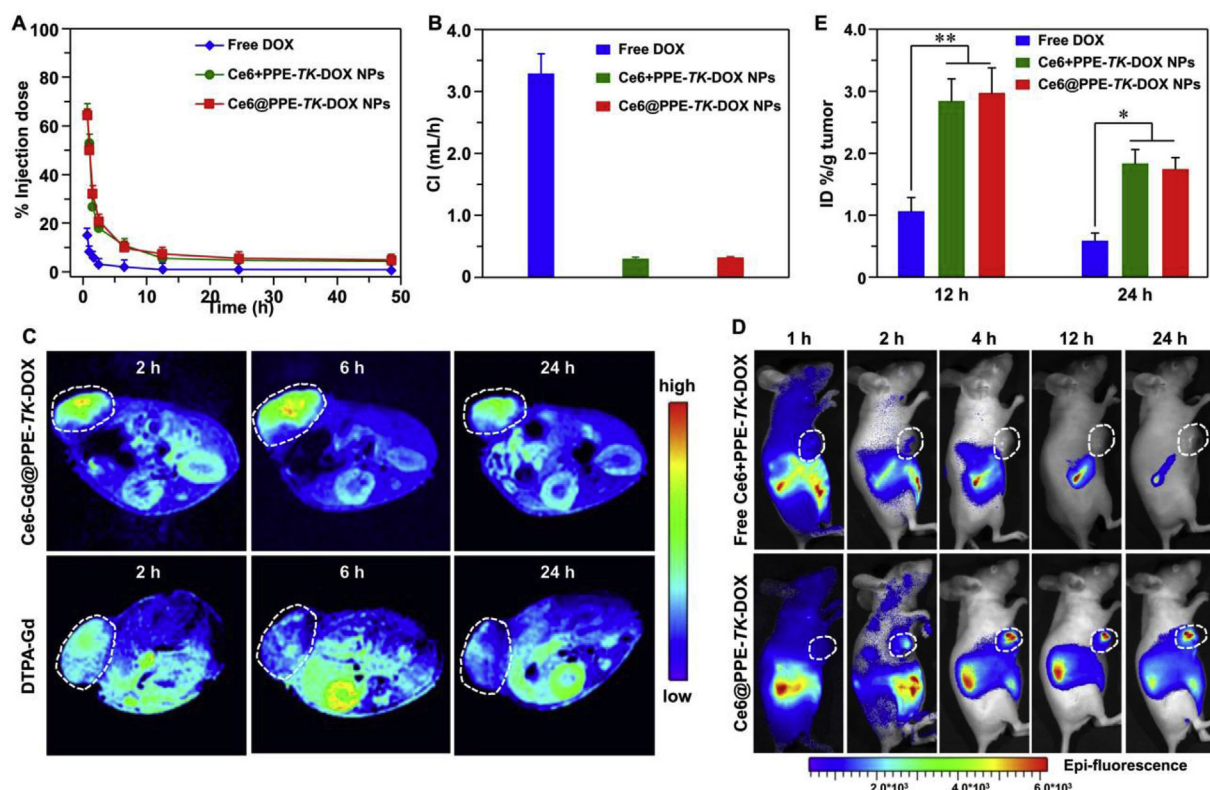 A
100
80
60
40
20
0
% Injection dose
Free DOX
Ce6+PPE-TK-DOX NPs
Ce6@PPE-TK-DOX NPs
0 10 20 30 40 50
Time (h)
B
4.0
3.0
2.0
1.0
0.0
Cl (mL/h)
Free DOX
Ce6+PPE-TK-DOX NPs
Ce6@PPE-TK-DOX NPs
E
4.0
3.0
2.0
1.0
0.0
ID %/g tumor
Free DOX
Ce6+PPE-TK-DOX NPs
Ce6@PPE-TK-DOX NPs
**
*
12 h 24 h
C
Ce6-Gd@PPE-TK-DOX
2 h 6 h 24 h
DTPA-Gd
2 h 6 h 24 h
high
low
D
1 h 2 h 4 h 12 h 24 h
Free Ce6+PPE-TK-DOX
Ce6@PPE-TK-DOX
Epi-fluorescence
2.0*10³ 4.0*10³ 6.0*10³